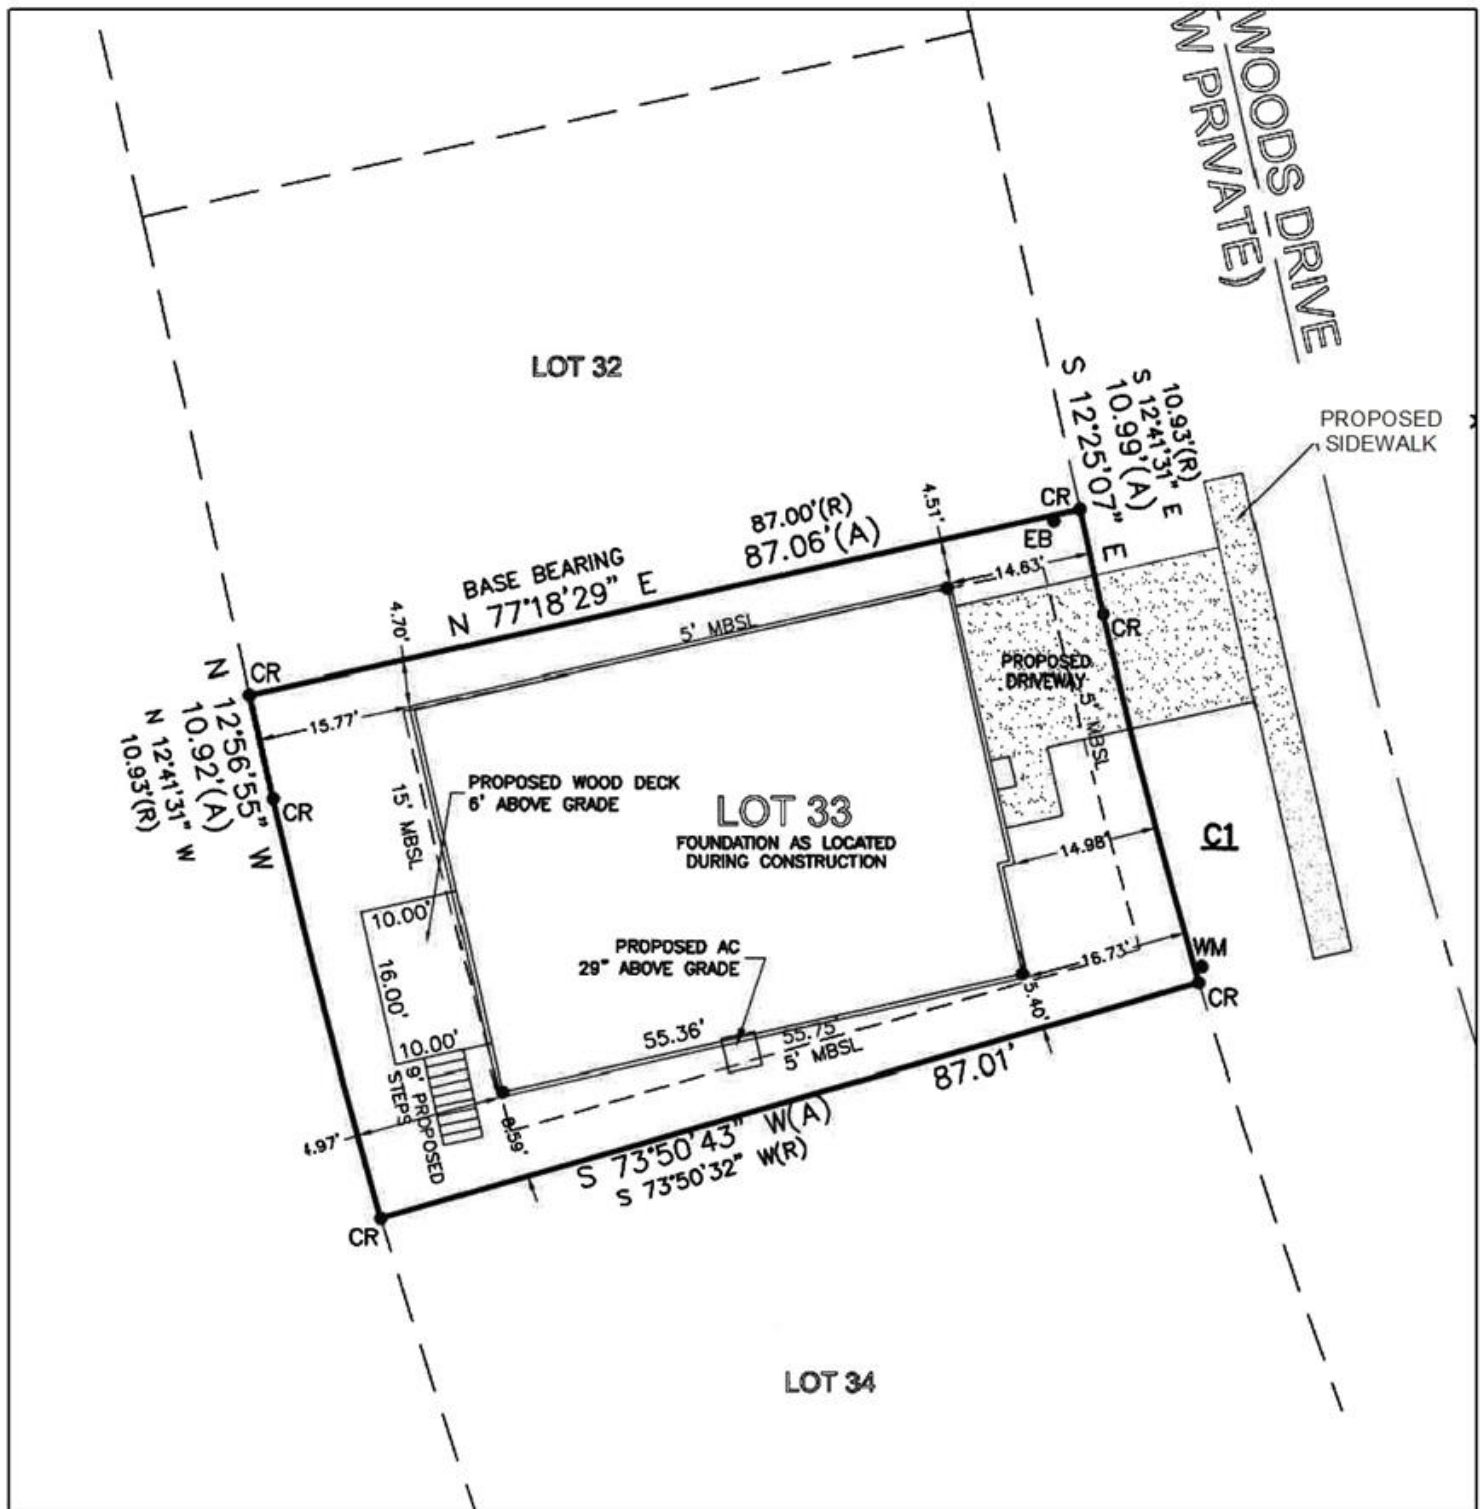 WOODS DRIVE
W PRIVATE)
LOT 32
PROPOSED
SIDEWALK
10.93'(R)
S 12°41'31" E
10.99'(A)
S 12°25'07" E
CR
EB
4.51'
87.00'(R)
87.06'(A)
BASE BEARING
N 77°18'29" E
14.63'
5' MBSL
4.70'
CR
CR
PROPOSED
DRIVEWAY
5' MBSL
15.77'
N 12°56'55" W
10.92'(A)
N 12°41'31" W
10.93'(R)
CR
15' MBSL
PROPOSED WOOD DECK
6' ABOVE GRADE
LOT 33
FOUNDATION AS LOCATED
DURING CONSTRUCTION
14.98'
C1
10.00'
16.00'
10.00'
PROPOSED AC
29" ABOVE GRADE
16.73'
WM
CR
5.40'
55.36'
55.75'
5' MBSL
87.01'
9' PROPOSED
STEPS
4.97'
8.59'
S 73°50'43" W(A)
S 73°50'32" W(R)
CR
LOT 34